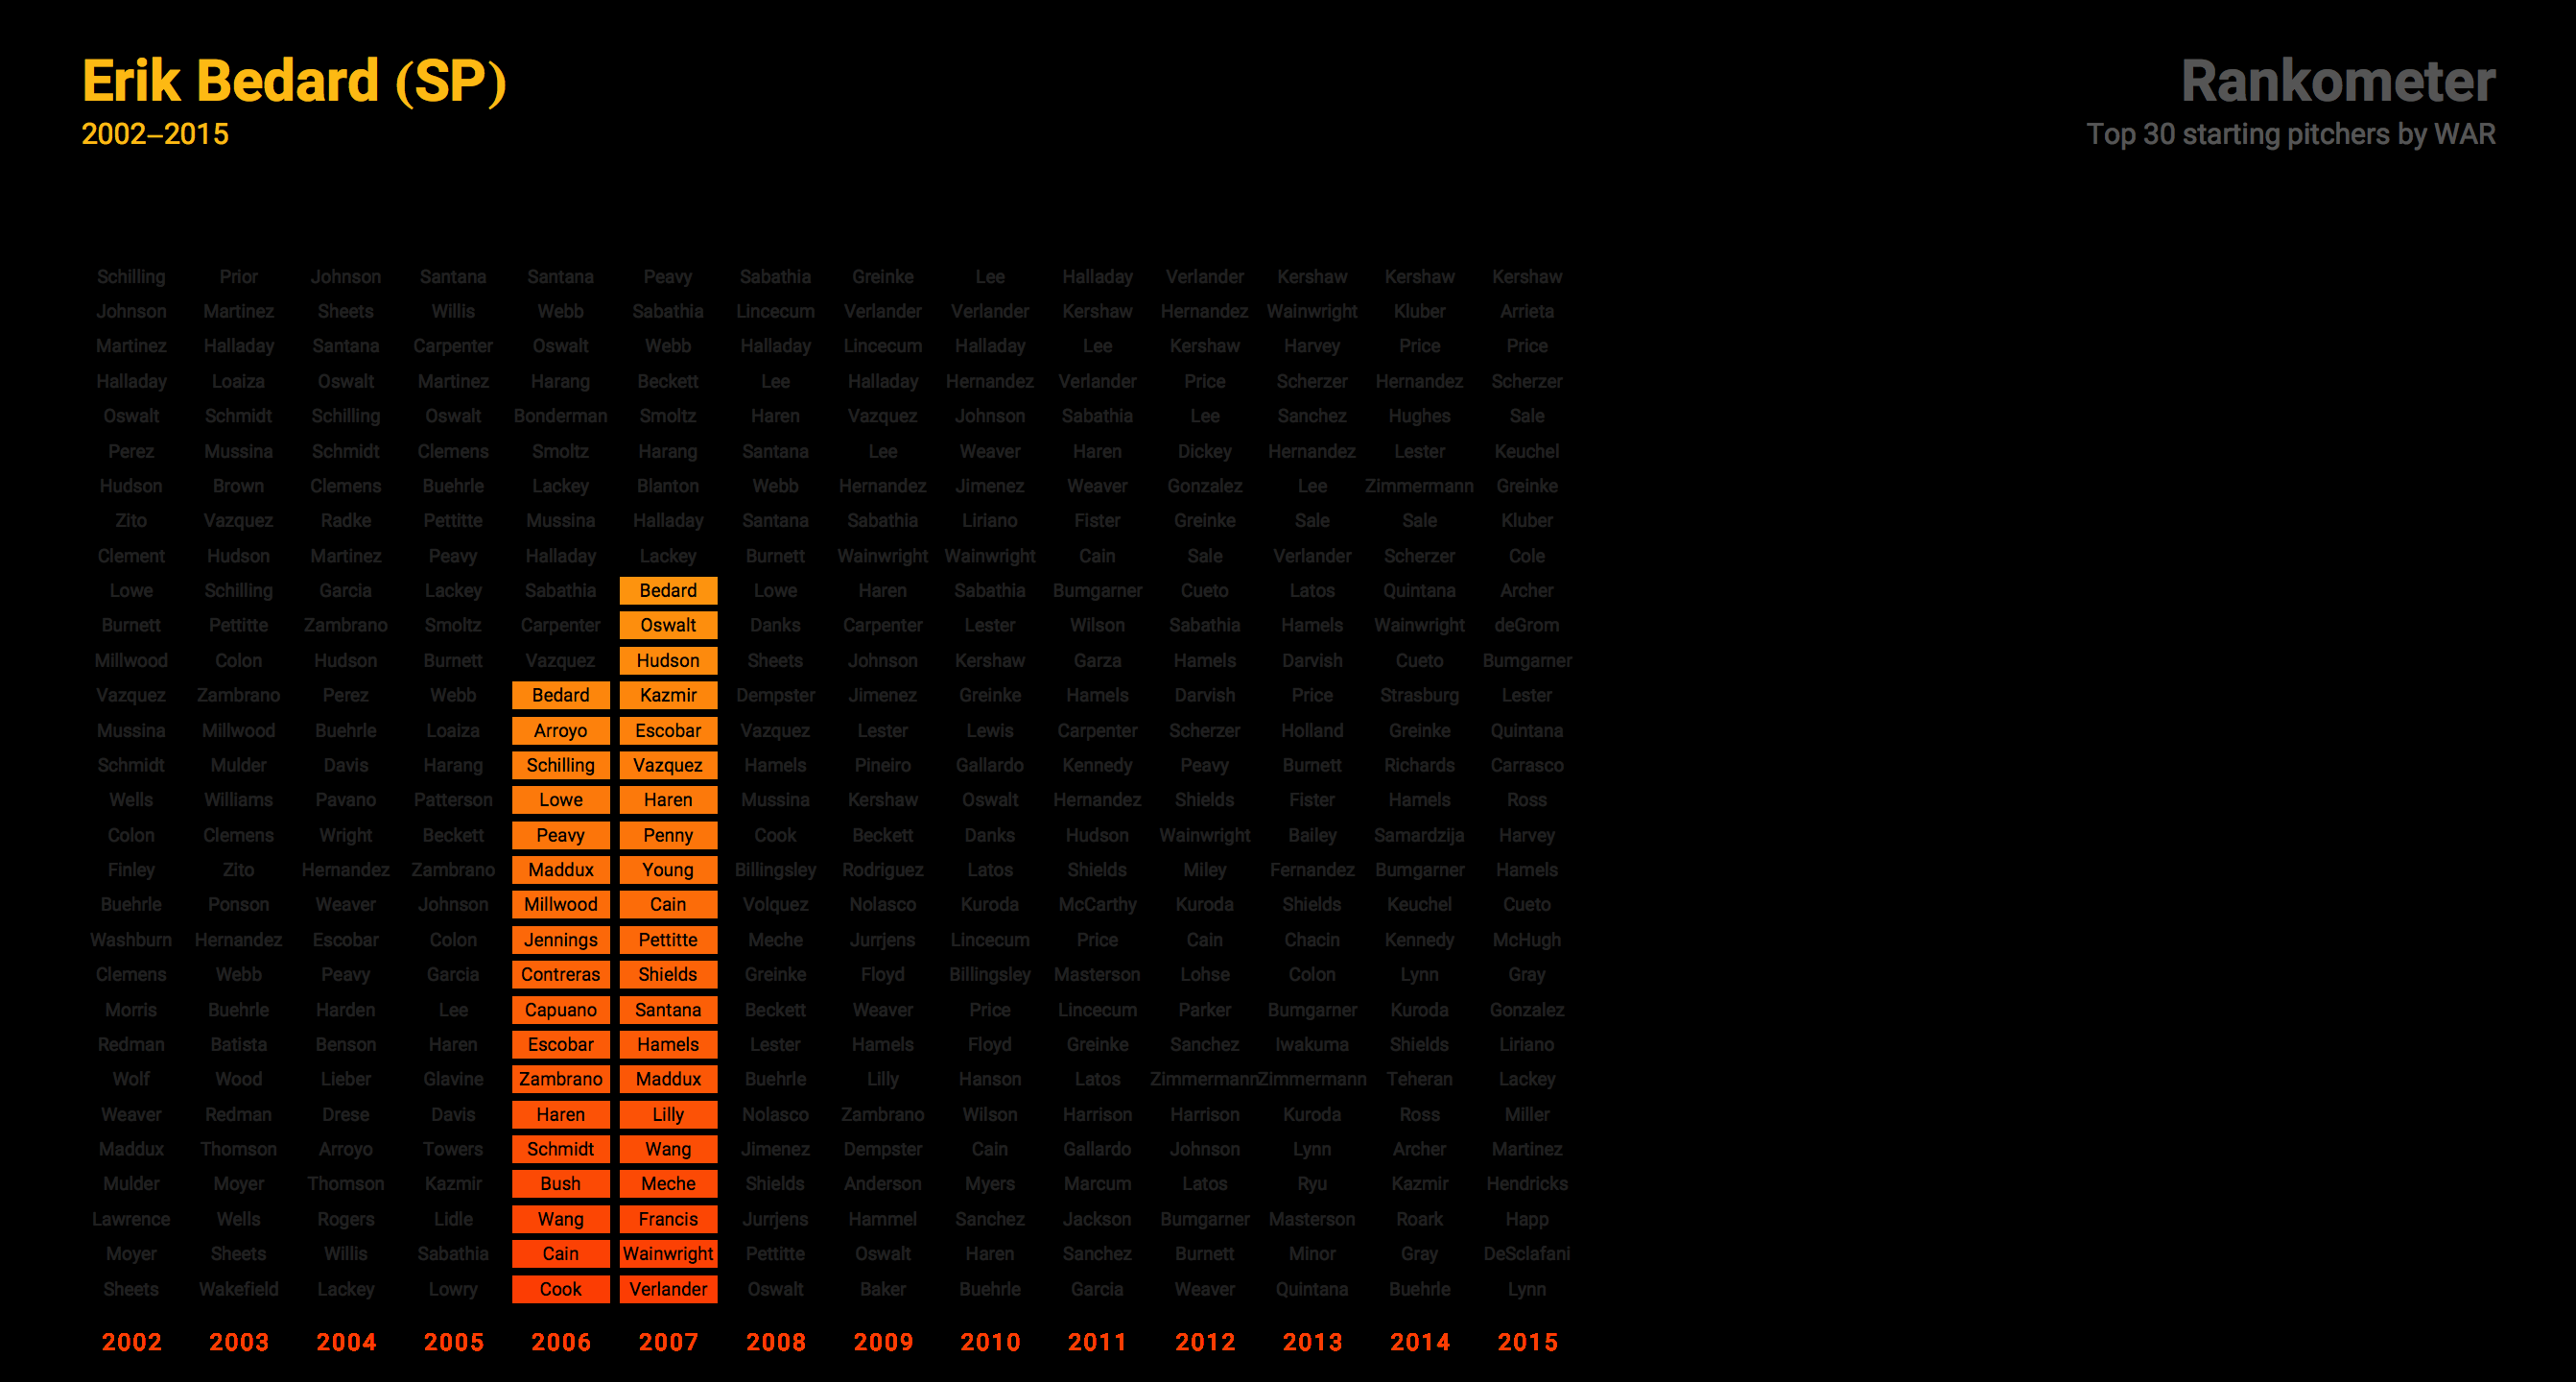 Erik Bedard (SP)
2002–2015
Rankometer
Top 30 starting pitchers by WAR
Schilling Prior Johnson Santana Santana Peavy Sabathia Greinke Lee Halladay Verlander Kershaw Kershaw Kershaw
Johnson Martinez Sheets Willis Webb Sabathia Lincecum Verlander Verlander Kershaw Hernandez Wainwright Kluber Arrieta
Martinez Halladay Santana Carpenter Oswalt Webb Halladay Lincecum Halladay Lee Kershaw Harvey Price Price
Halladay Loaiza Oswalt Martinez Harang Beckett Lee Halladay Hernandez Verlander Price Scherzer Hernandez Scherzer
Oswalt Schmidt Schilling Oswalt Bonderman Smoltz Haren Vazquez Johnson Sabathia Lee Sanchez Hughes Sale
Perez Mussina Schmidt Clemens Smoltz Harang Santana Lee Weaver Haren Dickey Hernandez Lester Keuchel
Hudson Brown Clemens Buehrle Lackey Blanton Webb Hernandez Jimenez Weaver Gonzalez Lee Zimmermann Greinke
Zito Vazquez Radke Pettitte Mussina Halladay Santana Sabathia Liriano Fister Greinke Sale Sale Kluber
Clement Hudson Martinez Peavy Halladay Lackey Burnett Wainwright Wainwright Cain Sale Verlander Scherzer Cole
Lowe Schilling Garcia Lackey Sabathia Bedard Lowe Haren Sabathia Bumgarner Cueto Latos Quintana Archer
Burnett Pettitte Zambrano Smoltz Carpenter Oswalt Danks Carpenter Lester Wilson Sabathia Hamels Wainwright deGrom
Millwood Colon Hudson Burnett Vazquez Hudson Sheets Johnson Kershaw Garza Hamels Darvish Cueto Bumgarner
Vazquez Zambrano Perez Webb Bedard Kazmir Dempster Jimenez Greinke Hamels Darvish Price Strasburg Lester
Mussina Millwood Buehrle Loaiza Arroyo Escobar Vazquez Lester Lewis Carpenter Scherzer Holland Greinke Quintana
Schmidt Mulder Davis Harang Schilling Vazquez Hamels Pineiro Gallardo Kennedy Peavy Burnett Richards Carrasco
Wells Williams Pavano Patterson Lowe Haren Mussina Kershaw Oswalt Hernandez Shields Fister Hamels Ross
Colon Clemens Wright Beckett Peavy Penny Cook Beckett Danks Hudson Wainwright Bailey Samardzija Harvey
Finley Zito Hernandez Zambrano Maddux Young Billingsley Rodriguez Latos Shields Miley Fernandez Bumgarner Hamels
Buehrle Ponson Weaver Johnson Millwood Cain Volquez Nolasco Kuroda McCarthy Kuroda Shields Keuchel Cueto
Washburn Hernandez Escobar Colon Jennings Pettitte Meche Jurrjens Lincecum Price Cain Chacin Kennedy McHugh
Clemens Webb Peavy Garcia Contreras Shields Greinke Floyd Billingsley Masterson Lohse Colon Lynn Gray
Morris Buehrle Harden Lee Capuano Santana Beckett Weaver Price Lincecum Parker Bumgarner Kuroda Gonzalez
Redman Batista Benson Haren Escobar Hamels Lester Hamels Floyd Greinke Sanchez Iwakuma Shields Liriano
Wolf Wood Lieber Glavine Zambrano Maddux Buehrle Lilly Hanson Latos Zimmermann Zimmermann Teheran Lackey
Weaver Redman Drese Davis Haren Lilly Nolasco Zambrano Wilson Harrison Harrison Kuroda Ross Miller
Maddux Thomson Arroyo Towers Schmidt Wang Jimenez Dempster Cain Gallardo Johnson Lynn Archer Martinez
Mulder Moyer Thomson Kazmir Bush Meche Shields Anderson Myers Marcum Latos Ryu Kazmir Hendricks
Lawrence Wells Rogers Lidle Wang Francis Jurrjens Hammel Sanchez Jackson Bumgarner Masterson Roark Happ
Moyer Sheets Willis Sabathia Cain Wainwright Pettitte Oswalt Haren Sanchez Burnett Minor Gray DeSclafani
Sheets Wakefield Lackey Lowry Cook Verlander Oswalt Baker Buehrle Garcia Weaver Quintana Buehrle Lynn
2002 2003 2004 2005 2006 2007 2008 2009 2010 2011 2012 2013 2014 2015